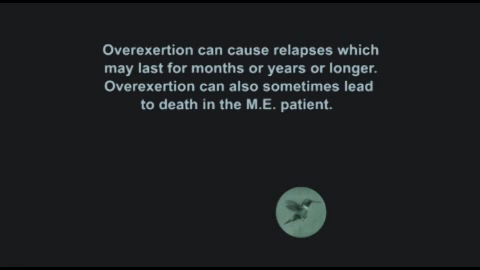 Overexertion can cause relapses which
may last for months or years or longer.
Overexertion can also sometimes lead
to death in the M.E. patient.